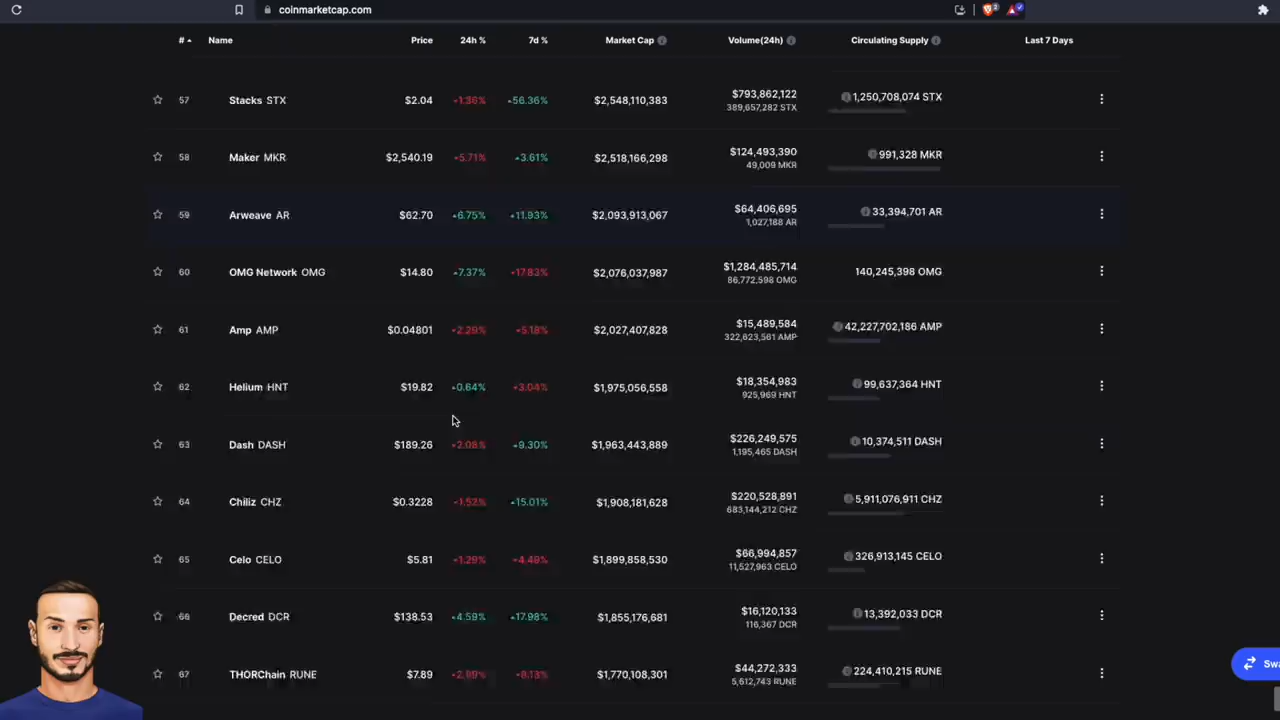 coinmarketcap.com
# Name Price 24h % 7d % Market Cap Volume(24h) Circulating Supply Last 7 Days
57 Stacks STX $2.04 1.36% 56.36% $2,548,110,383 $793,862,122 1,250,708,074 STX
389,657,282 STX
58 Maker MKR $2,540.19 5.71% 3.61% $2,518,166,298 $124,493,390 991,328 MKR
49,009 MKR
59 Arweave AR $62.70 6.75% 11.93% $2,093,913,067 $64,406,695 33,394,701 AR
1,027,188 AR
60 OMG Network OMG $14.80 7.37% 17.83% $2,076,037,987 $1,284,485,714 140,245,398 OMG
86,772,598 OMG
61 Amp AMP $0.04801 2.29% 5.18% $2,027,407,828 $15,489,584 42,227,702,186 AMP
322,623,561 AMP
62 Helium HNT $19.82 0.64% 3.04% $1,975,056,558 $18,354,983 99,637,364 HNT
925,969 HNT
63 Dash DASH $189.26 2.08% 9.30% $1,963,443,889 $226,249,575 10,374,511 DASH
1,195,465 DASH
64 Chiliz CHZ $0.3228 1.52% 15.01% $1,908,181,628 $220,528,891 5,911,076,911 CHZ
683,144,212 CHZ
65 Celo CELO $5.81 1.29% 4.49% $1,899,858,530 $66,994,857 326,913,145 CELO
11,527,963 CELO
66 Decred DCR $138.53 4.59% 17.98% $1,855,176,681 $16,120,133 13,392,033 DCR
116,367 DCR
67 THORChain RUNE $7.89 2.99% 8.13% $1,770,108,301 $44,272,333 224,410,215 RUNE
5,612,743 RUNE